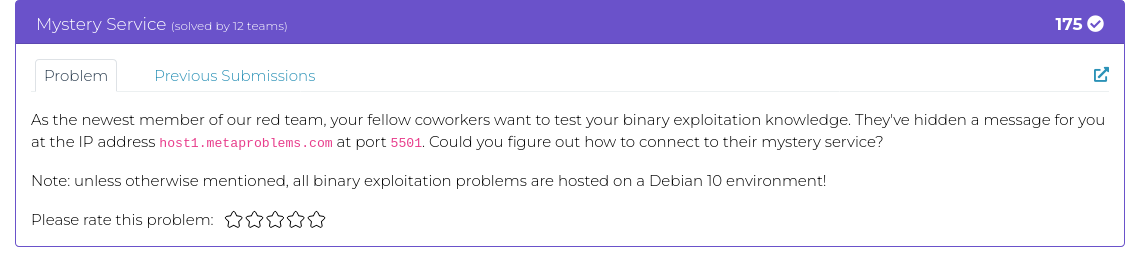 Mystery Service (solved by 12 teams) 175
Problem Previous Submissions
As the newest member of our red team, your fellow coworkers want to test your binary exploitation knowledge. They've hidden a message for you
at the IP address host1.metaproblems.com at port 5501. Could you figure out how to connect to their mystery service?
Note: unless otherwise mentioned, all binary exploitation problems are hosted on a Debian 10 environment!
Please rate this problem: